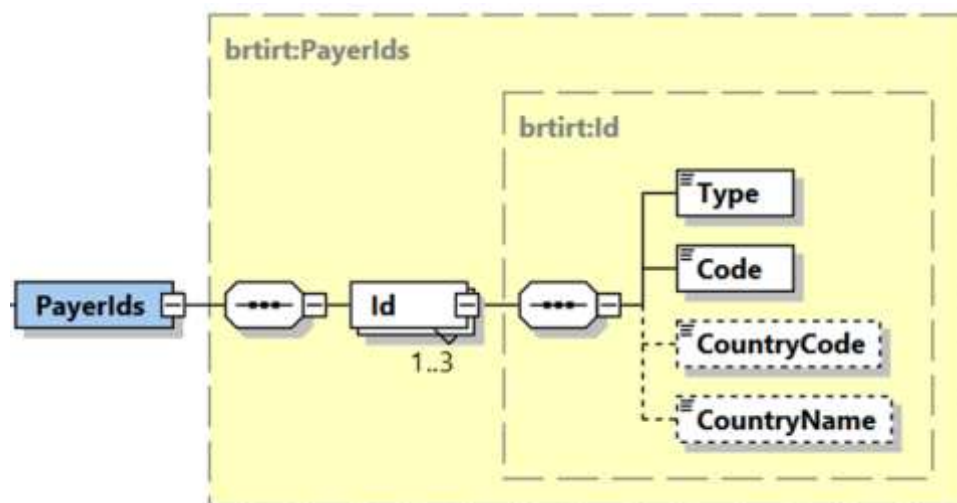 brtirt:PayerIds
brtirt:Id
Type
Code
PayerIds
Id
1..3
CountryCode
CountryName